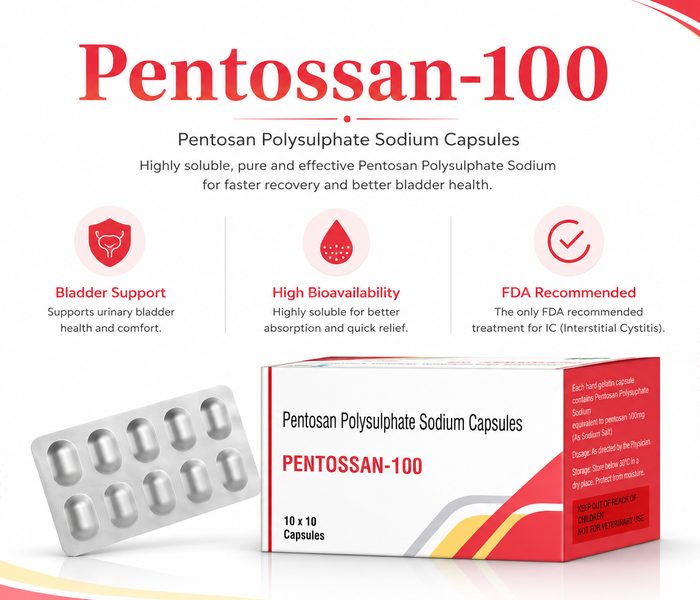 Pentossan-100
Pentosan Polysulphate Sodium Capsules
Highly soluble, pure and effective Pentosan Polysulphate Sodium
for faster recovery and better bladder health.
Bladder Support
Supports urinary bladder
health and comfort.
High Bioavailability
Highly soluble for better
absorption and quick relief.
FDA Recommended
The only FDA recommended
treatment for IC (Interstitial Cystitis).
Pentosan Polysulphate Sodium Capsules
PENTOSSAN-100
10 x 10
Capsules
Each hard gelatin capsule
contains Pentosan Polysuphate
Sodium
equivalent to pentosan 100mg
(As Sodium Salt)
Dosage: As directed by the Physician.
Storage: Store below 30°C in a
dry place. Protect from moisture.
KEEP OUT OF REACH OF
CHILDREN
NOT FOR VETERINARY USE